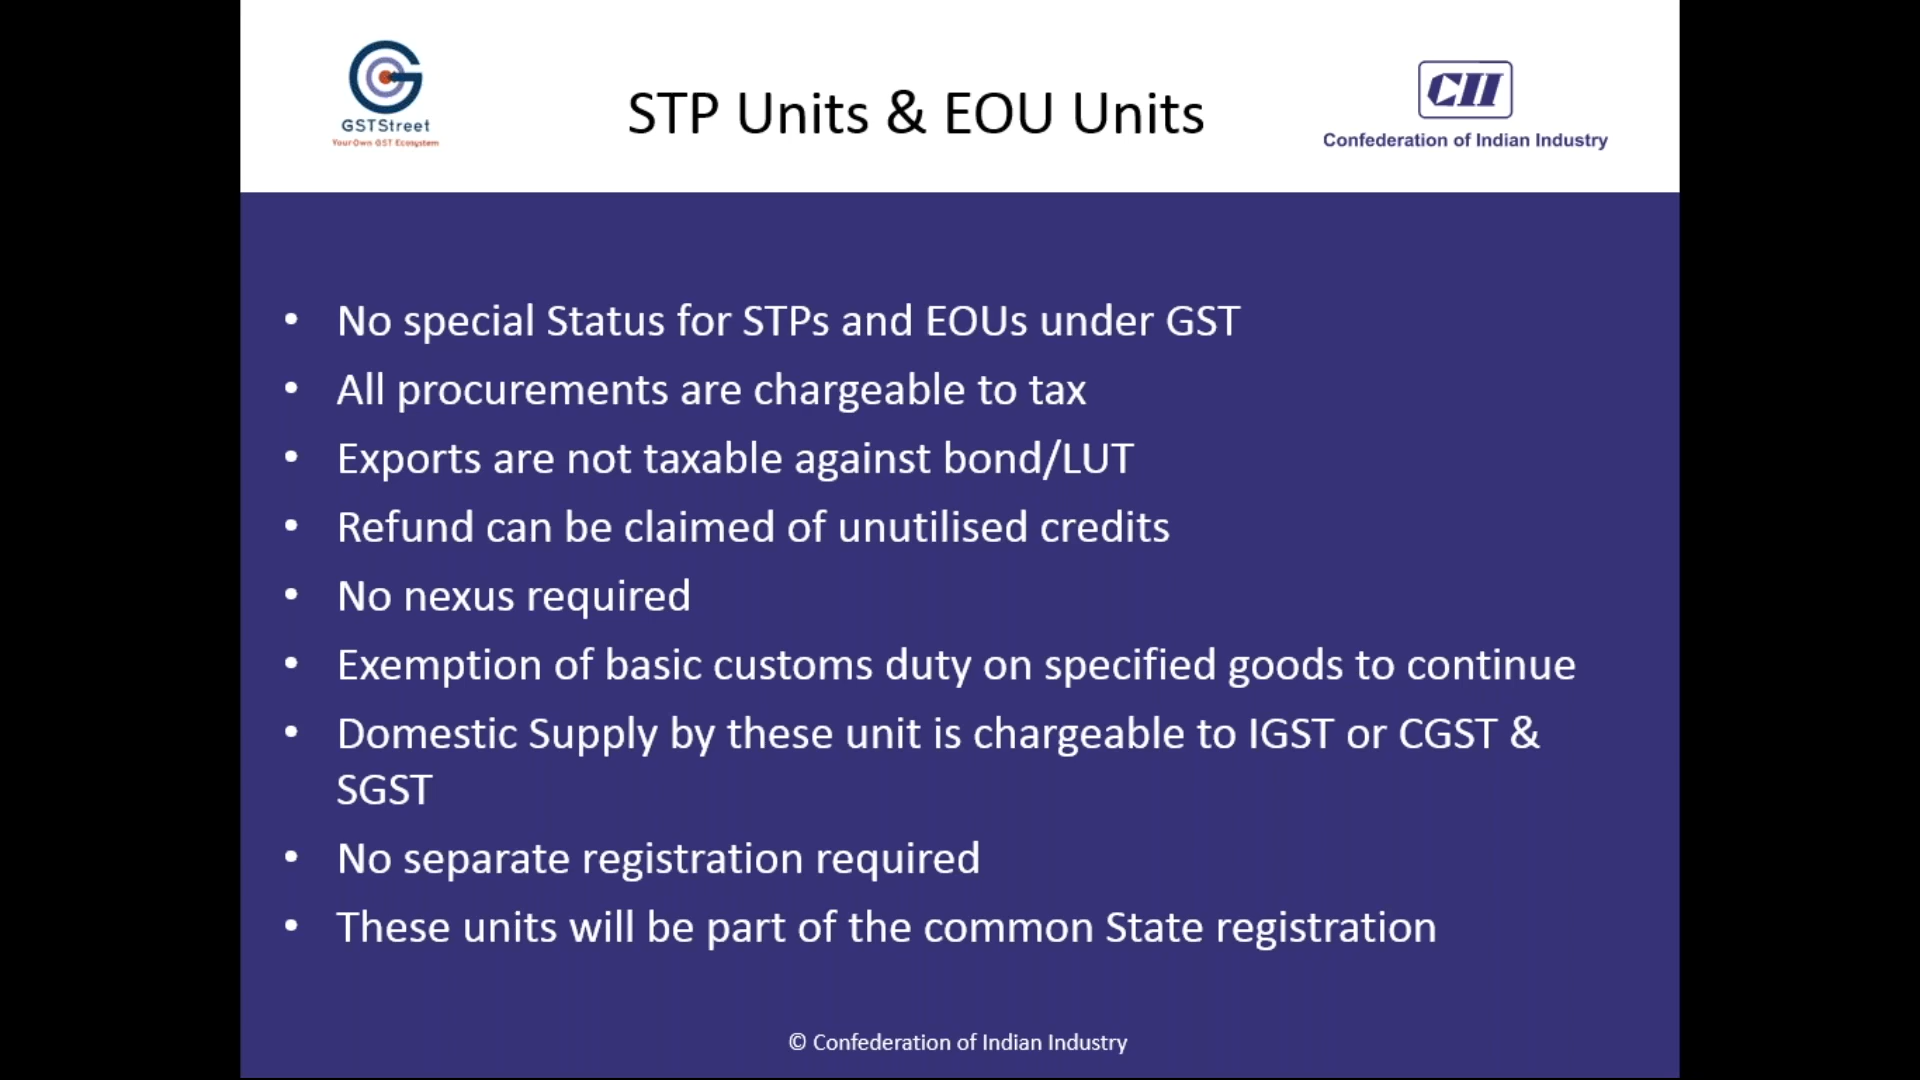 GSTStreet
Your Own GST Ecosystem
STP Units & EOU Units
CII
Confederation of Indian Industry
• No special Status for STPs and EOUs under GST
• All procurements are chargeable to tax
• Exports are not taxable against bond/LUT
• Refund can be claimed of unutilised credits
• No nexus required
• Exemption of basic customs duty on specified goods to continue
• Domestic Supply by these unit is chargeable to IGST or CGST &
SGST
• No separate registration required
• These units will be part of the common State registration
© Confederation of Indian Industry